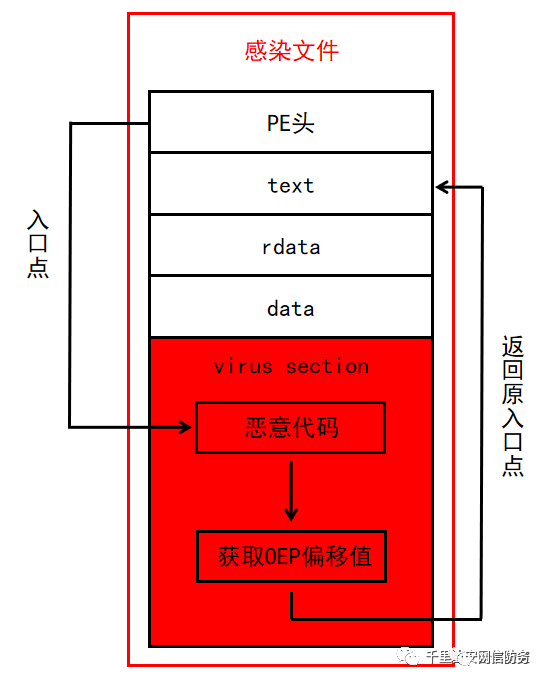 感染文件
PE头
text
rdata
data
virus section
恶意代码
获取OEP偏移值
入口点
返回原入口点
千里
安网信防务